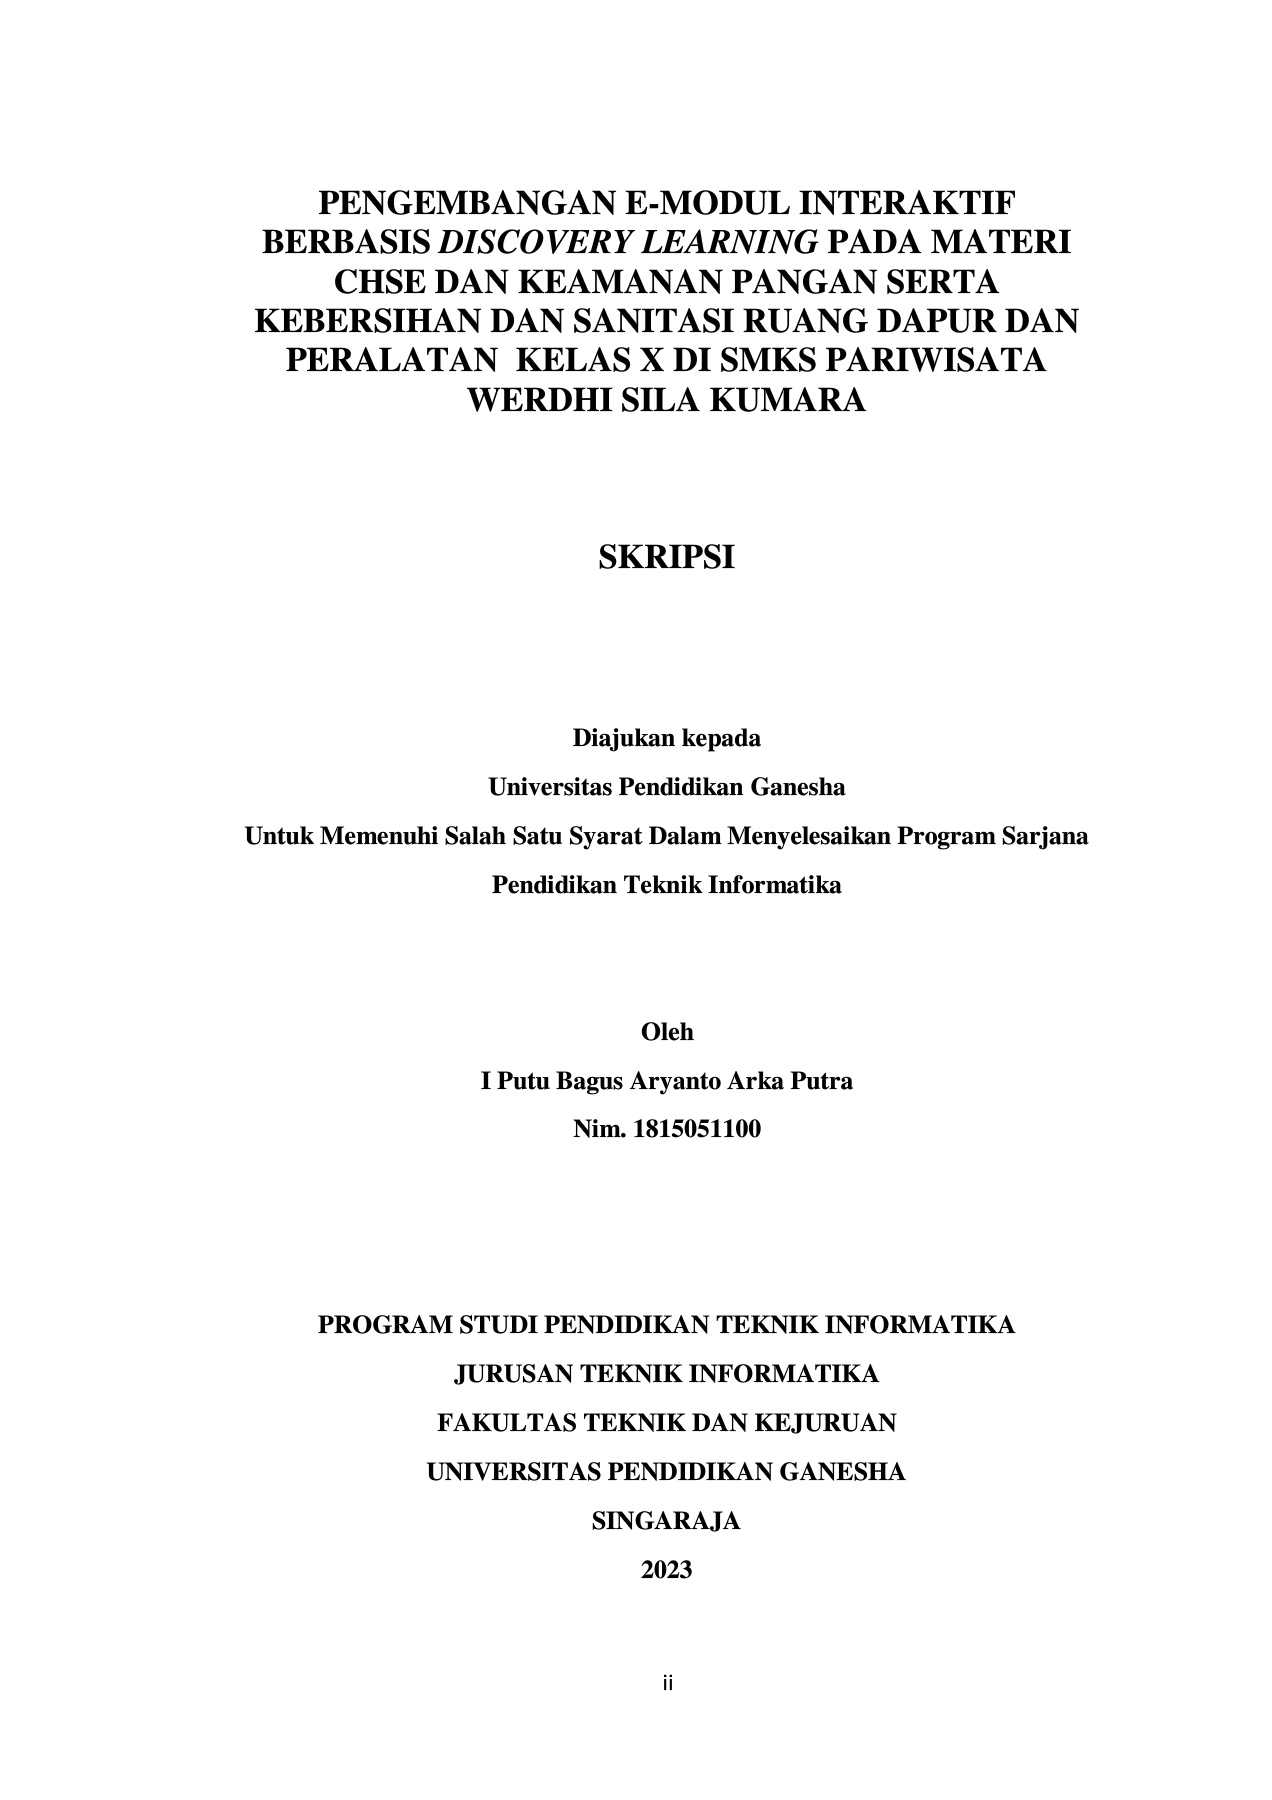 PENGEMBANGAN E-MODUL INTERAKTIF
BERBASIS DISCOVERY LEARNING PADA MATERI
CHSE DAN KEAMANAN PANGAN SERTA
KEBERSIHAN DAN SANITASI RUANG DAPUR DAN
PERALATAN  KELAS X DI SMKS PARIWISATA
WERDHI SILA KUMARA
SKRIPSI
Diajukan kepada
Universitas Pendidikan Ganesha
Untuk Memenuhi Salah Satu Syarat Dalam Menyelesaikan Program Sarjana
Pendidikan Teknik Informatika
Oleh
I Putu Bagus Aryanto Arka Putra
Nim. 1815051100
PROGRAM STUDI PENDIDIKAN TEKNIK INFORMATIKA
JURUSAN TEKNIK INFORMATIKA
FAKULTAS TEKNIK DAN KEJURUAN
UNIVERSITAS PENDIDIKAN GANESHA
SINGARAJA
2023
ii